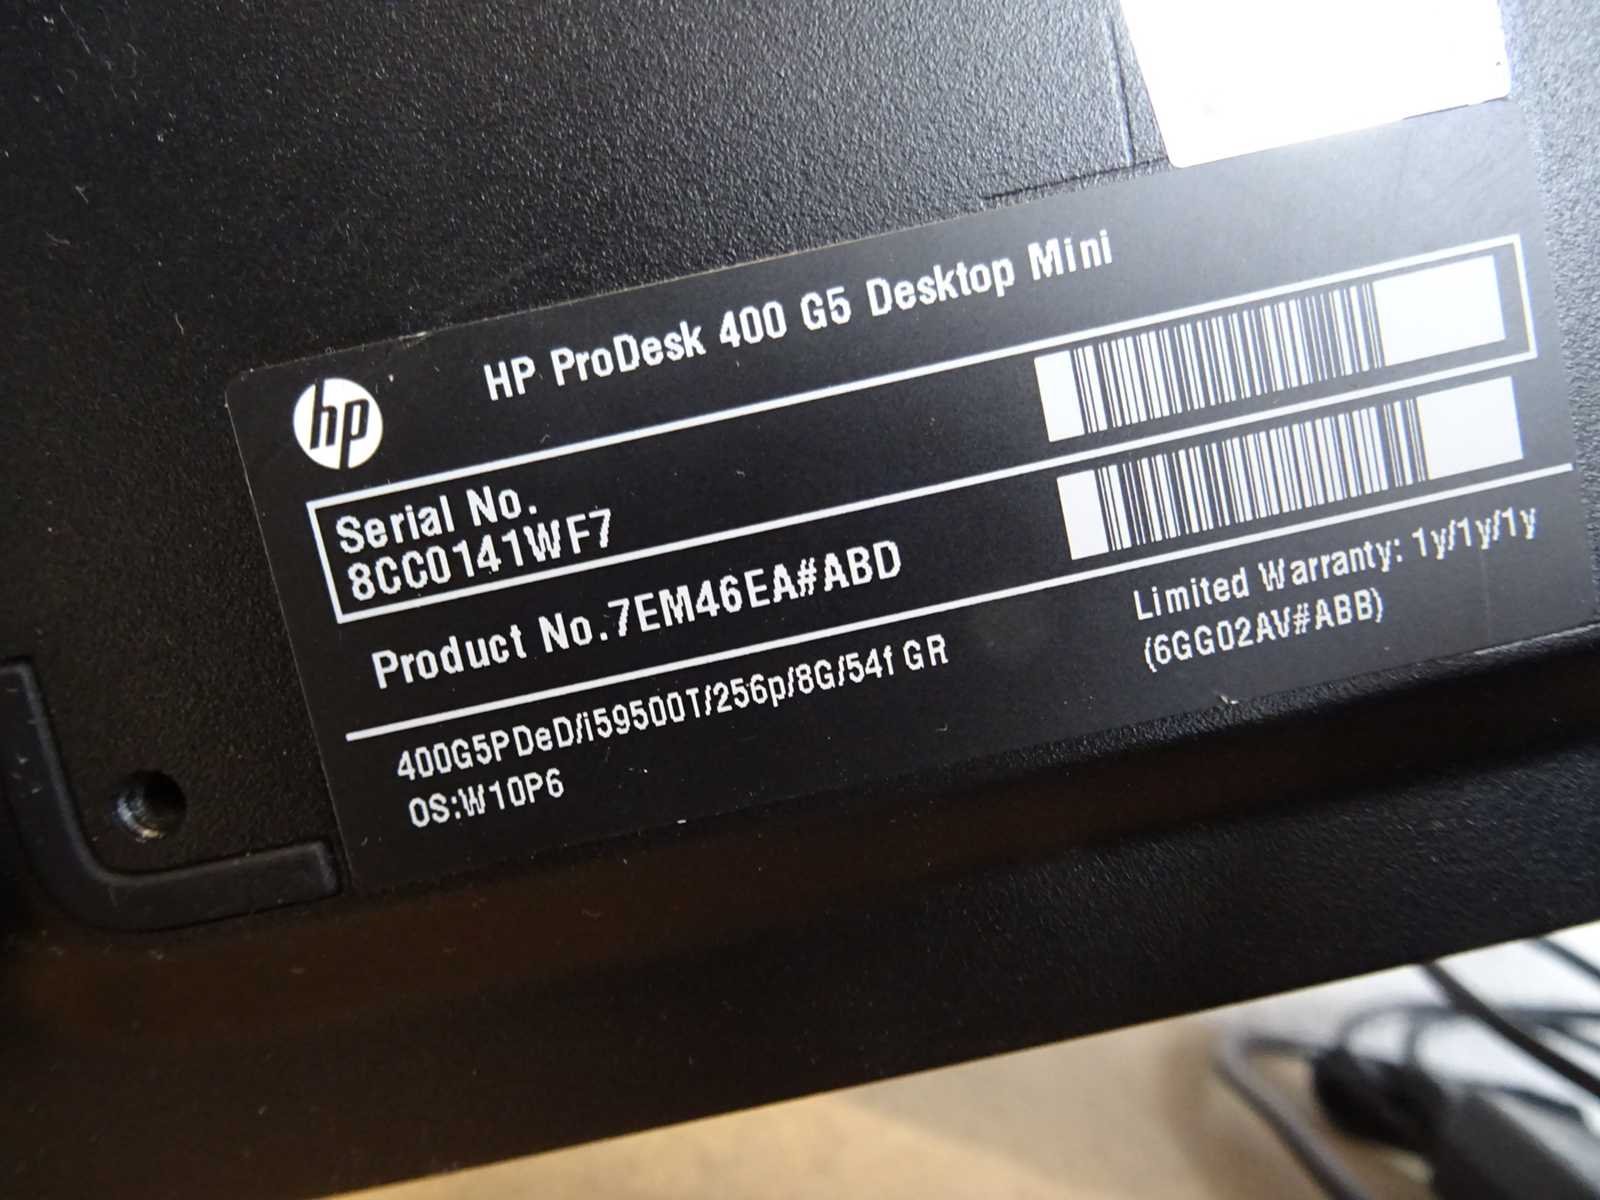 hp
HP ProDesk 400 G5 Desktop Mini
Serial No.
8CC0141WF7
Product No.7EM46EA#ABD
Limited Warranty: 1y/1y/1y
(6GG02AV#ABB)
400G5PDeD/i59500T/256p/8G/54f GR
OS:W10P6